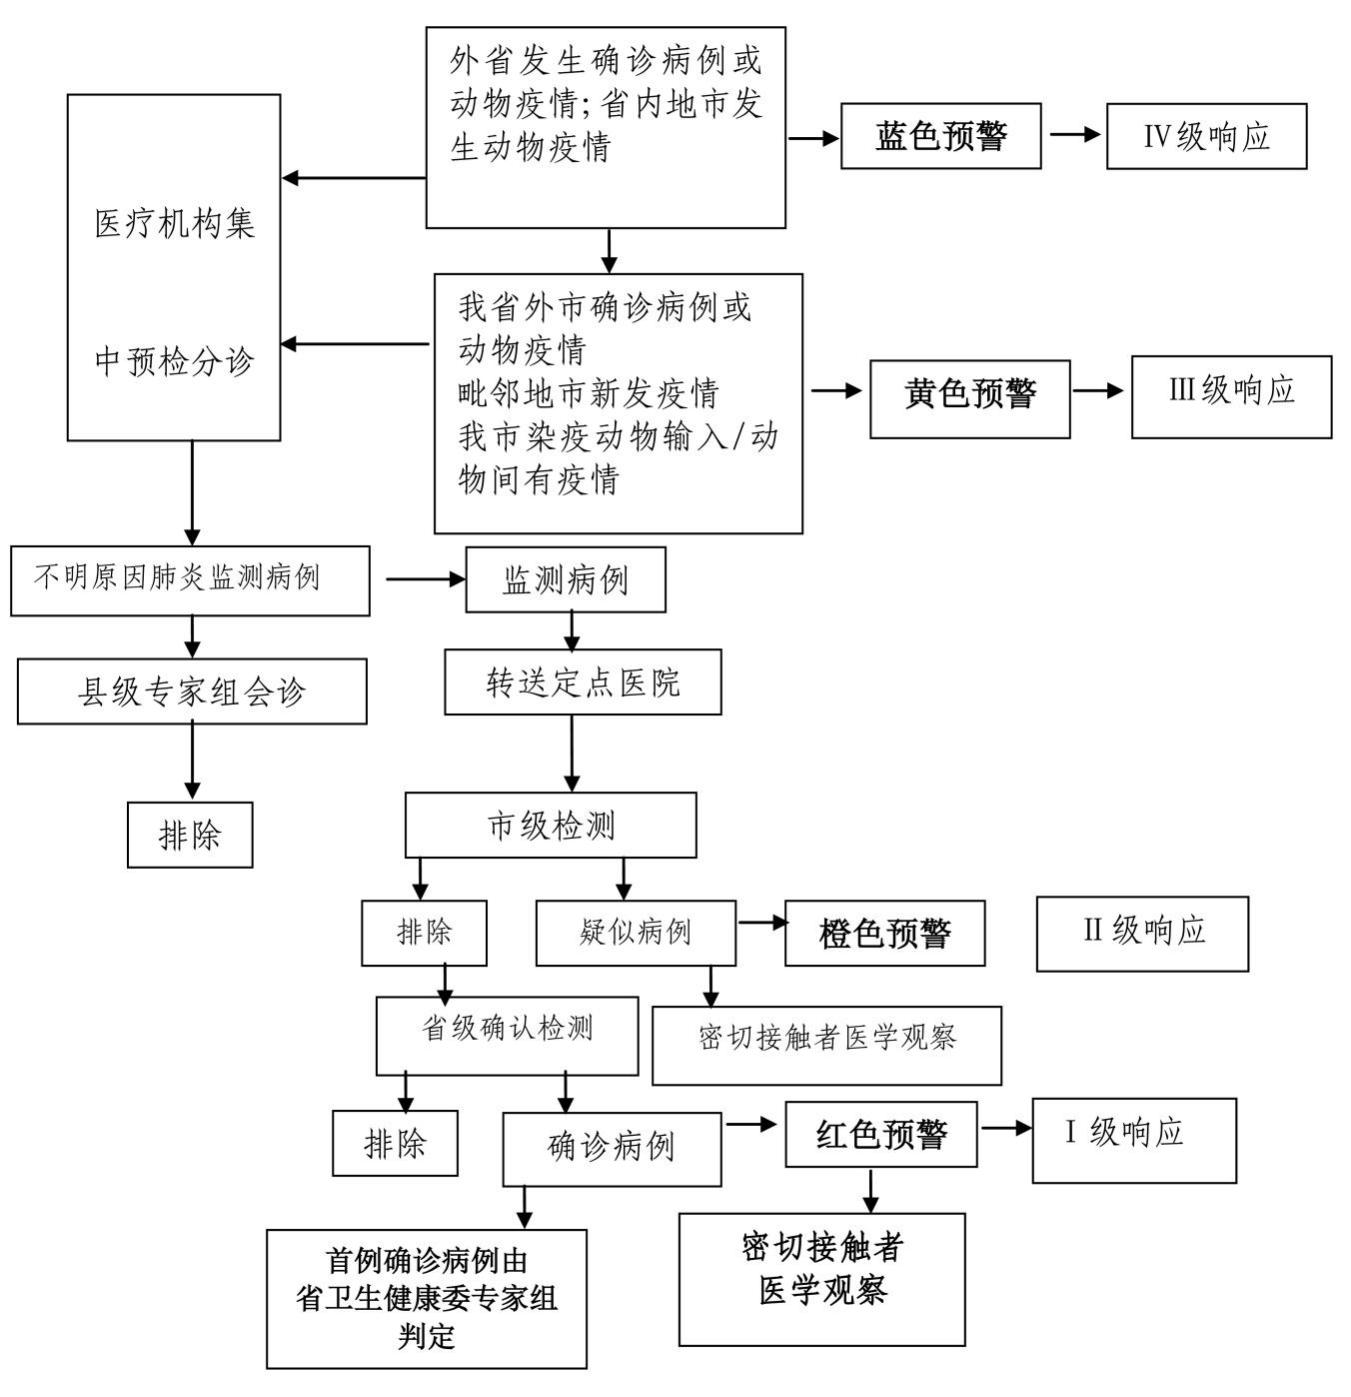 外省发生确诊病例或
动物疫情;省内地市发
生动物疫情
蓝色预警
Ⅳ级响应
医疗机构集
中预检分诊
我省外市确诊病例或
动物疫情
毗邻地市新发疫情
我市染疫动物输入/动
物间有疫情
黄色预警
Ⅲ级响应
不明原因肺炎监测病例
监测病例
县级专家组会诊
转送定点医院
排除
市级检测
排除
疑似病例
橙色预警
Ⅱ级响应
省级确认检测
密切接触者医学观察
排除
确诊病例
红色预警
Ⅰ级响应
首例确诊病例由
省卫生健康委专家组
判定
密切接触者
医学观察